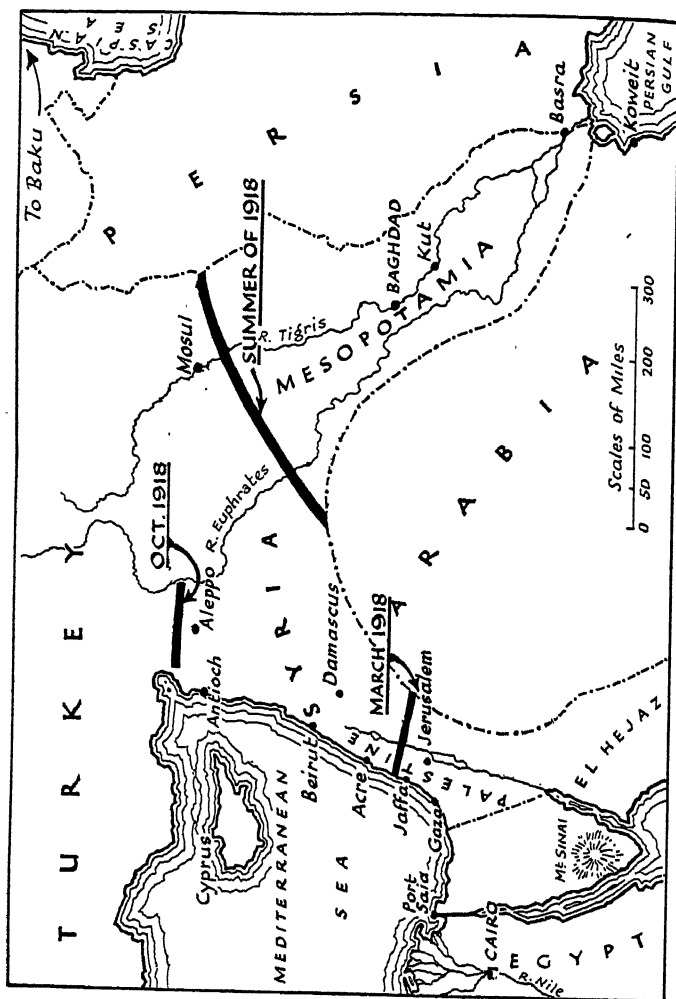 TURKEY
To Baku
CASPIAN
SEA
PERSIA
OCT. 1918
Mosul
Aleppo
R. Euphrates
Antioch
Cyprus
SUMMER OF 1918
R. Tigris
SYRIA
MESOPOTAMIA
MEDITERRANEAN
SEA
Beirut
Damascus
BAGHDAD
Kut
Acre
MARCH 1918
Jaffa
Jerusalem
PALESTINE
Gaza
Port
Said
ARABIA
Basra
Koweit
PERSIAN
GULF
CAIRO
EGYPT
R. Nile
Mt SINAI
EL HEJAZ
Scales of Miles
0 50 100 200 300